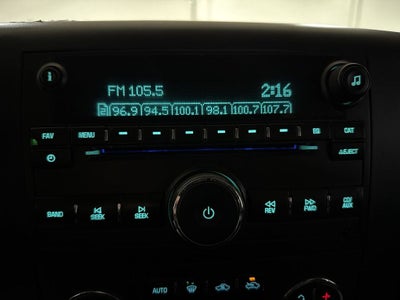 FM 105.5 2:16
96.9 94.5 100.1 98.1 100.7 107.7
FAV MENU EQ CAT
EJECT
BAND SEEK SEEK REV FWD CD/
AUX
AUTO